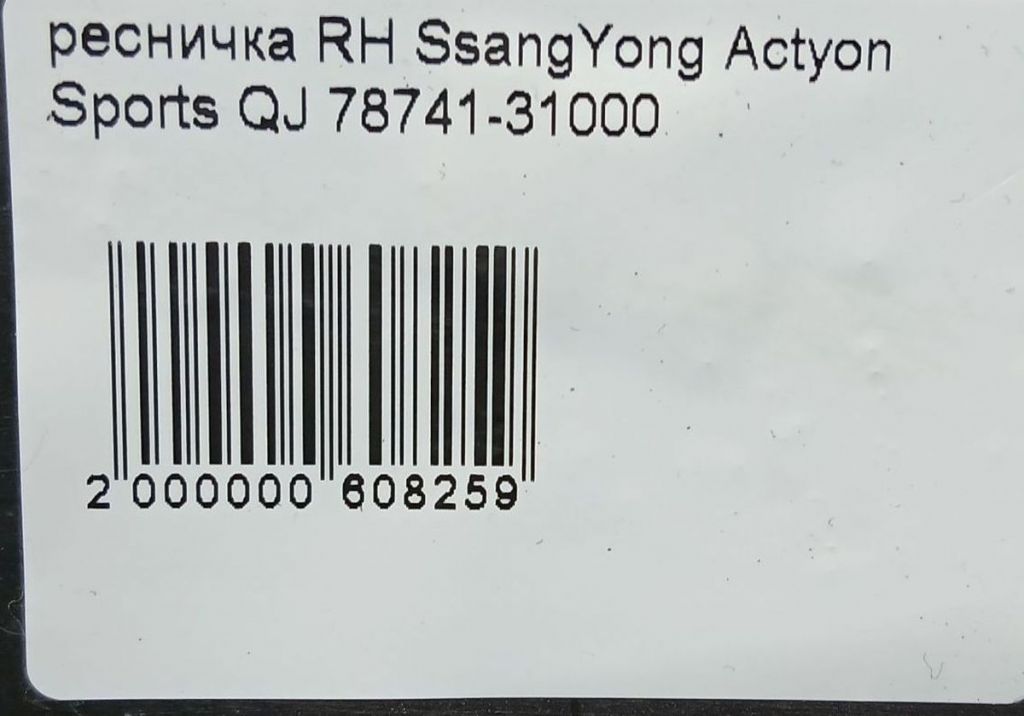 ресничка RH SsangYong Actyon
Sports QJ 78741-31000
2 000000 608259